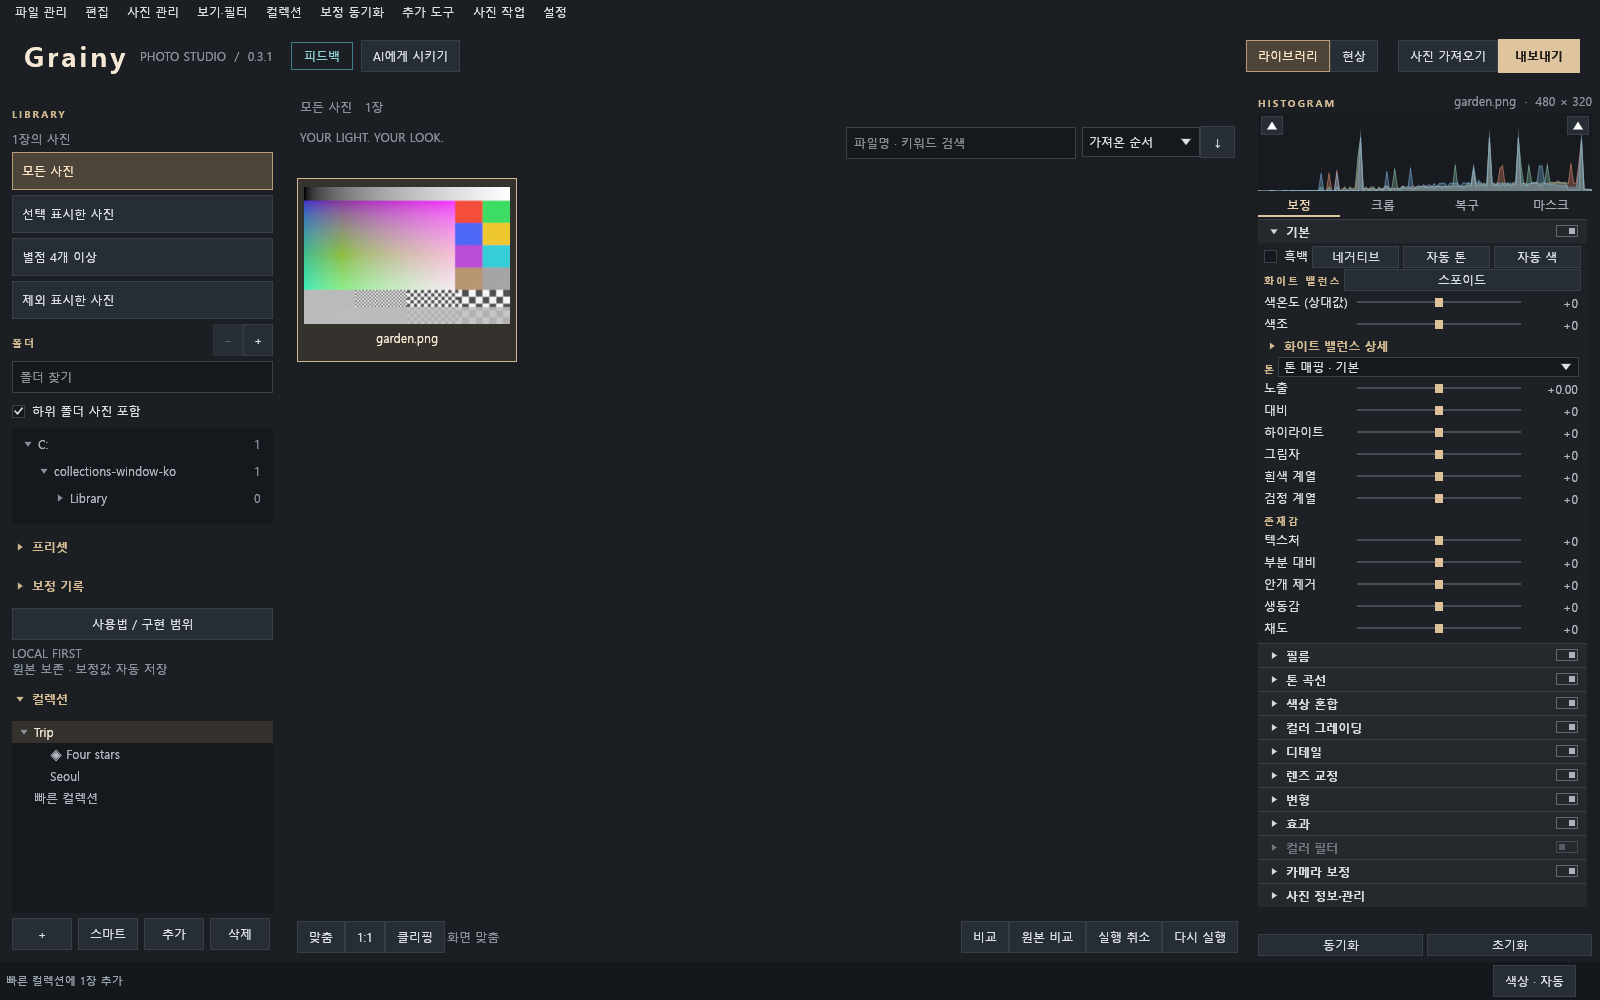 파일 관리 편집 사진 관리 보기·필터 컬렉션 보정 동기화 추가 도구 사진 작업 설정
Grainy PHOTO STUDIO / 0.3.1 피드백 AI에게 시키기 라이브러리 현상 사진 가져오기 내보내기
LIBRARY
1장의 사진
모든 사진
선택 표시한 사진
별점 4개 이상
제외 표시한 사진
폴더 − +
폴더 찾기
하위 폴더 사진 포함
C: 1
collections-window-ko 1
Library 0
프리셋
보정 기록
사용법 / 구현 범위
LOCAL FIRST
원본 보존 · 보정값 자동 저장
컬렉션
Trip
Four stars
Seoul
빠른 컬렉션
+ 스마트 추가 삭제
모든 사진 1장
YOUR LIGHT. YOUR LOOK.
파일명 · 키워드 검색 가져온 순서 ↓
garden.png
맞춤 1:1 클리핑 화면 맞춤
비교 원본 비교 실행 취소 다시 실행
HISTOGRAM garden.png · 480 × 320
보정 크롭 복구 마스크
기본
흑백 네거티브 자동 톤 자동 색
화이트 밸런스 스포이드
색온도 (상대값) +0
색조 +0
화이트 밸런스 상세
톤 톤 매핑 · 기본
노출 +0.00
대비 +0
하이라이트 +0
그림자 +0
흰색 계열 +0
검정 계열 +0
존재감
텍스처 +0
부분 대비 +0
안개 제거 +0
생동감 +0
채도 +0
필름
톤 곡선
색상 혼합
컬러 그레이딩
디테일
렌즈 교정
변형
효과
컬러 필터
카메라 보정
사진 정보·관리
동기화 초기화
빠른 컬렉션에 1장 추가 색상 · 자동